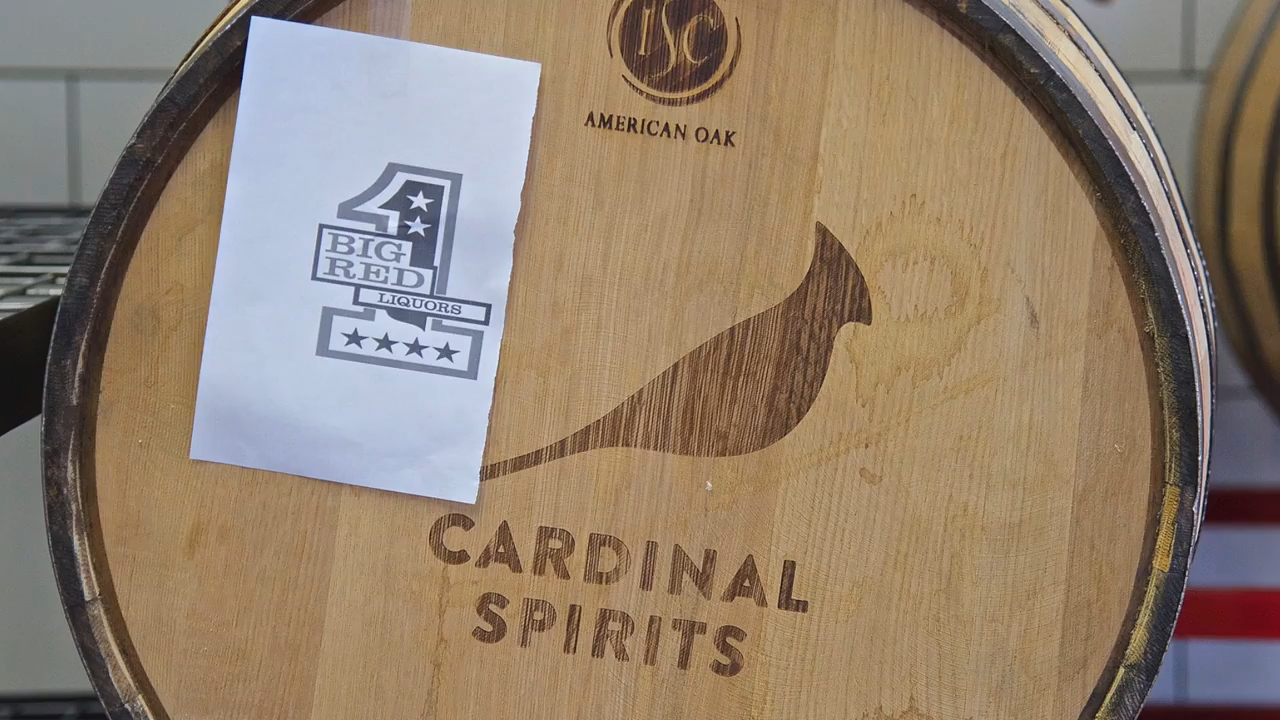 ISC
AMERICAN OAK
BIG
RED
LIQUORS
CARDINAL
SPIRITS